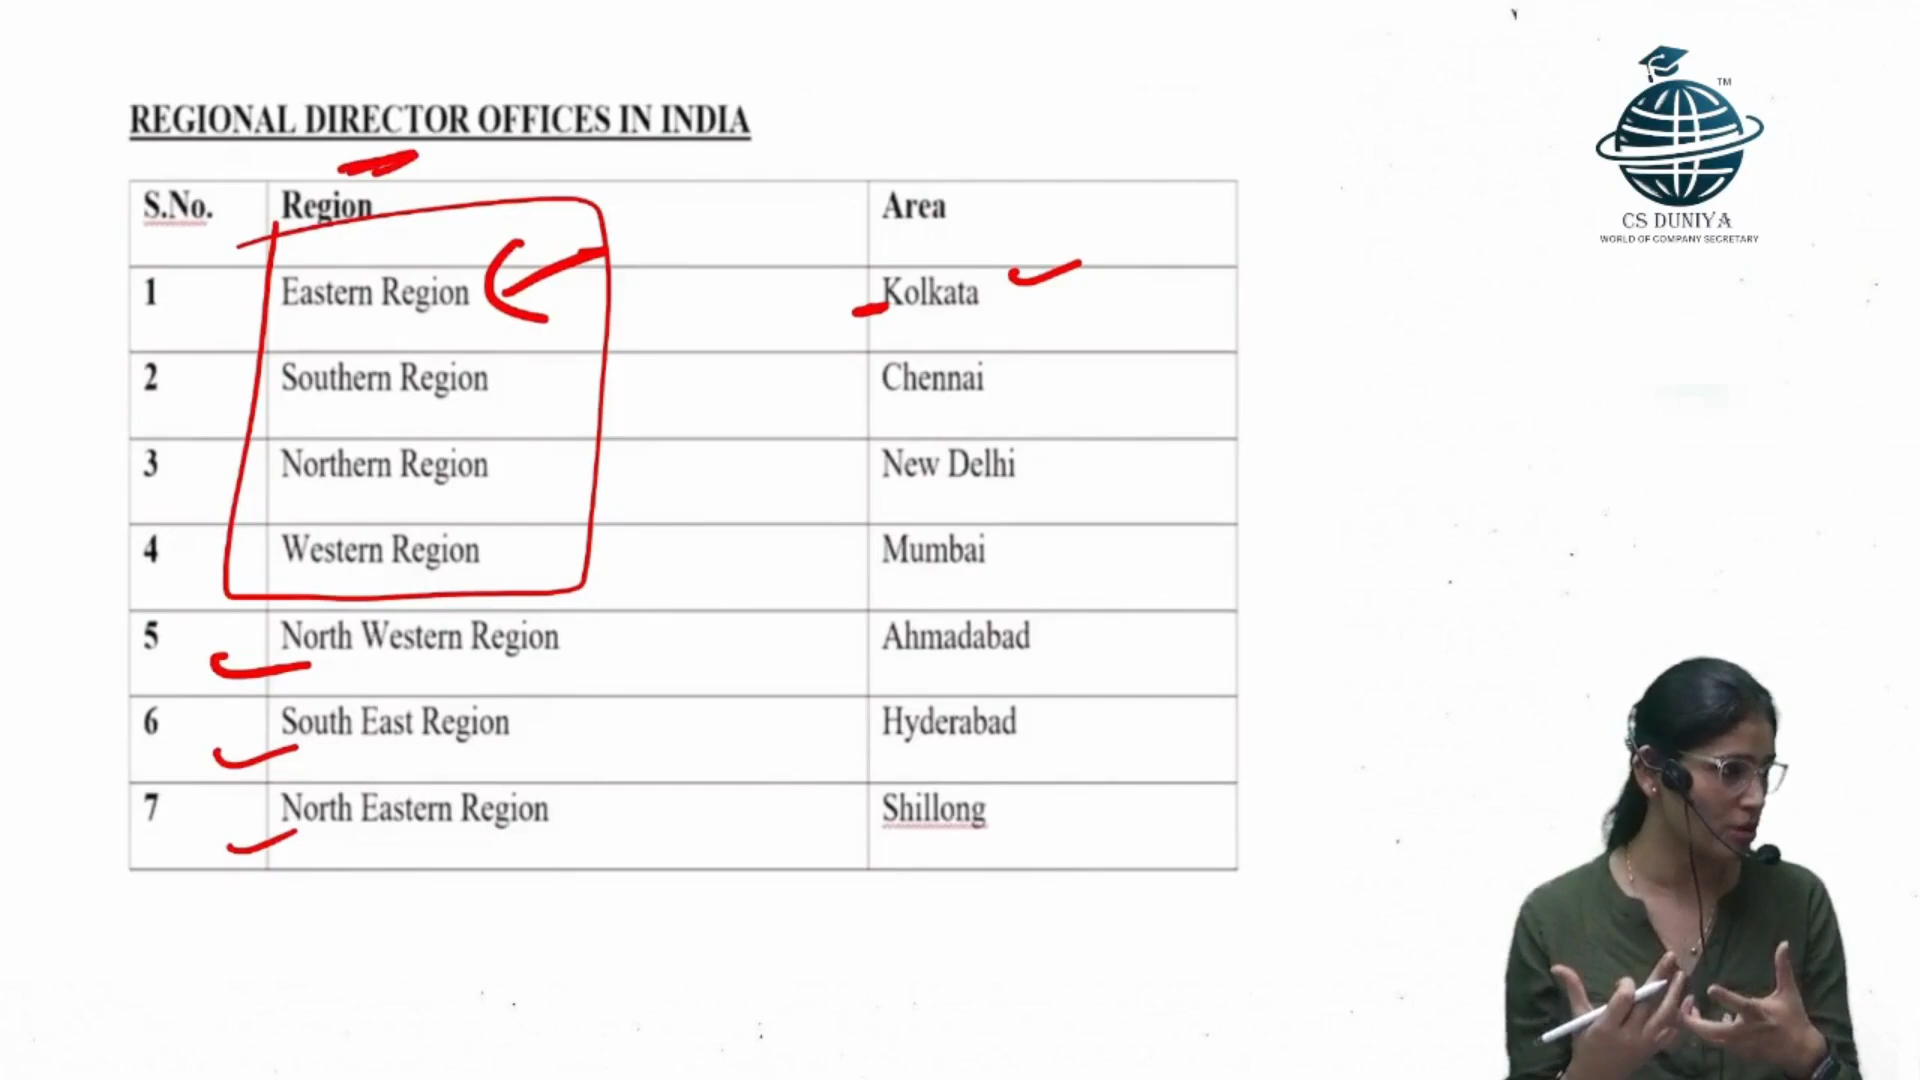 REGIONAL DIRECTOR OFFICES IN INDIA
TM
CS DUNIYA
WORLD OF COMPANY SECRETARY
S.No. Region Area
1 Eastern Region Kolkata
2 Southern Region Chennai
3 Northern Region New Delhi
4 Western Region Mumbai
5 North Western Region Ahmadabad
6 South East Region Hyderabad
7 North Eastern Region Shillong